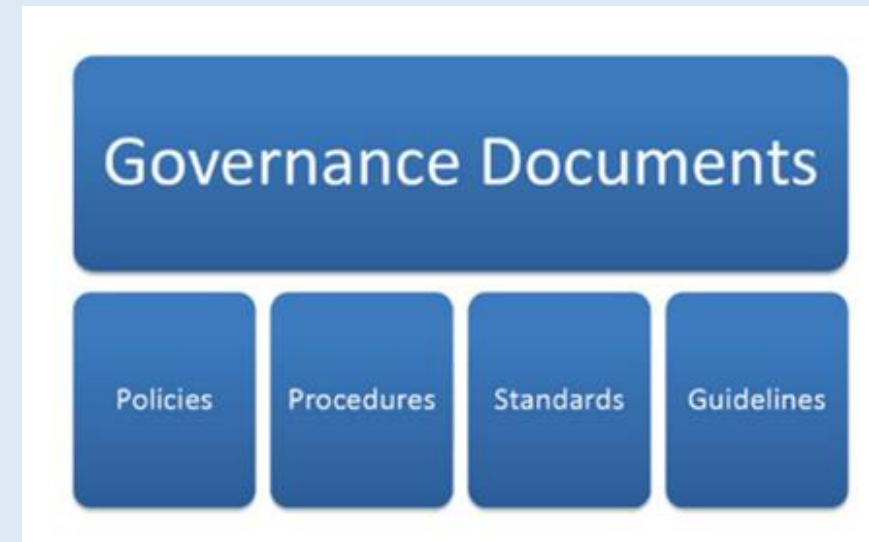 Governance Documents
Policies
Procedures
Standards
Guidelines